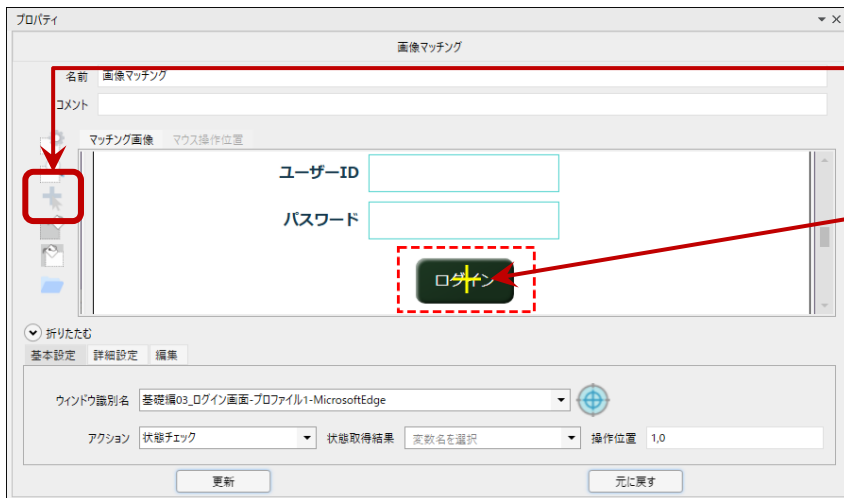 プロパティ
画像マッチング
名前 画像マッチング
コメント
マッチング画像 マウス操作位置
ユーザーID
パスワード
ログイン
折りたたむ
基本設定 詳細設定 編集
ウィンドウ識別名 基礎編03_ログイン画面-プロファイル1-MicrosoftEdge
アクション 状態チェック 状態取得結果 変数名を選択 操作位置 1,0
更新 元に戻す